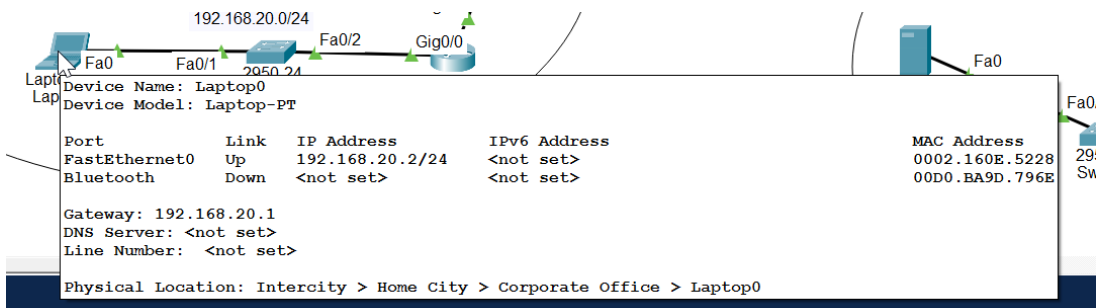 192.168.20.0/24
Fa0/2
Gig0/0
Fa0
Fa0/1
2950 24
Fa0
Device Name: Laptop0
Device Model: Laptop-PT
Port Link IP Address IPv6 Address MAC Address
FastEthernet0 Up 192.168.20.2/24 <not set> 0002.160E.5228
Bluetooth Down <not set> <not set> 00D0.BA9D.796E
Gateway: 192.168.20.1
DNS Server: <not set>
Line Number: <not set>
Physical Location: Intercity > Home City > Corporate Office > Laptop0